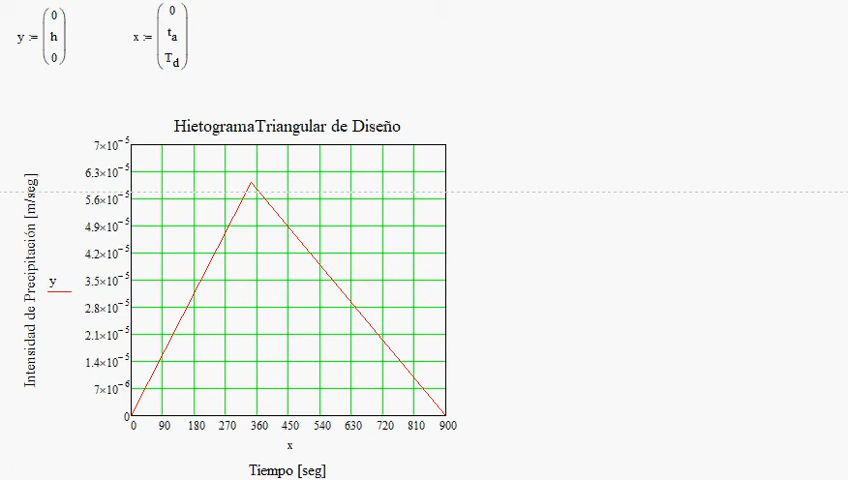 y := (0 h 0)
x := (0 t_a T_d)
HietogramaTriangular de Diseño
7×10^-5
6.3×10^-5
5.6×10^-5
4.9×10^-5
4.2×10^-5
3.5×10^-5
2.8×10^-5
2.1×10^-5
1.4×10^-5
7×10^-6
0
Intensidad de Precipitación [m/seg]
y
0 90 180 270 360 450 540 630 720 810 900
x
Tiempo [seg]